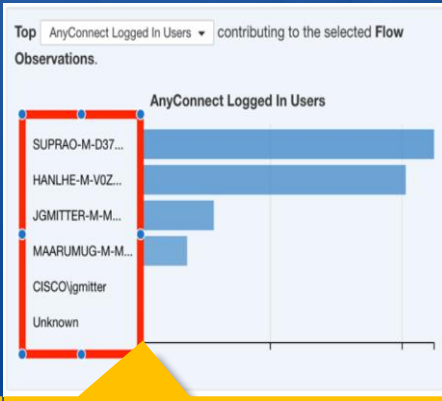 Top AnyConnect Logged In Users contributing to the selected Flow
Observations.
AnyConnect Logged In Users
SUPRAO-M-D37...
HANLHE-M-V0Z...
JGMITTER-M-M...
MAARUMUG-M-M...
CISCO\jgmitter
Unknown